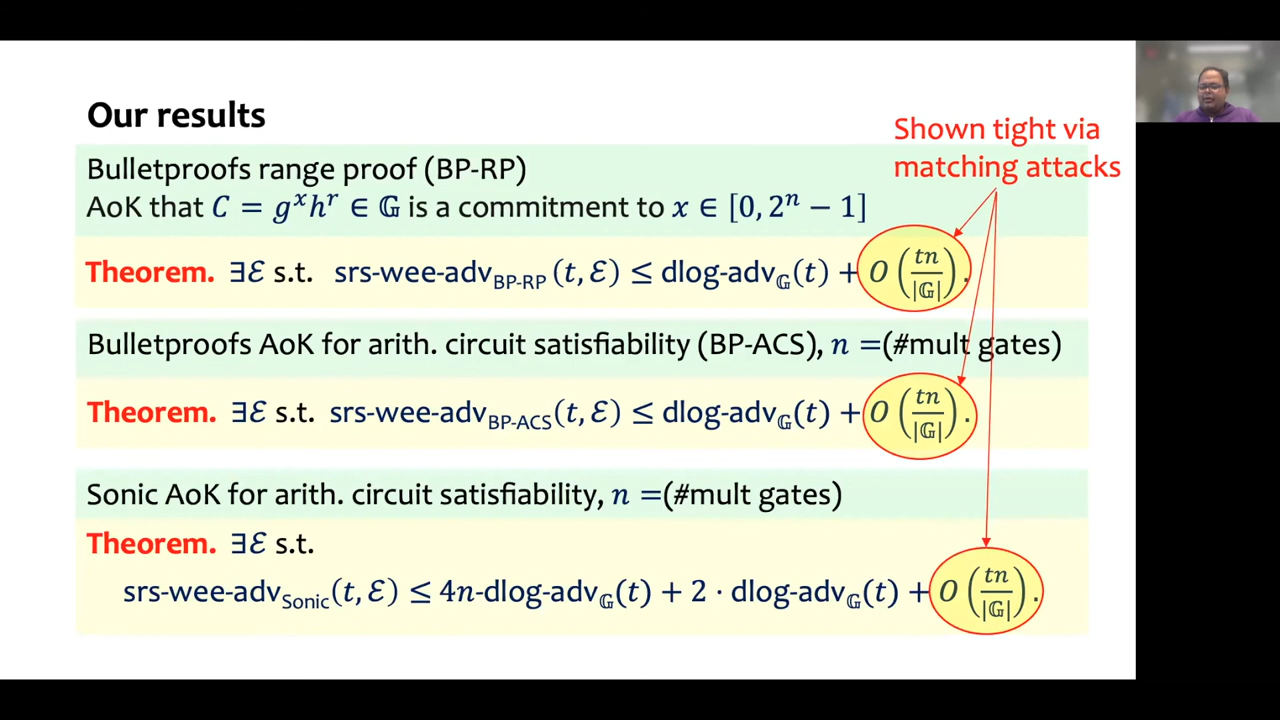 Our results
Shown tight via
matching attacks
Bulletproofs range proof (BP-RP)
AoK that C = gˣhʳ ∈ 𝔾 is a commitment to x ∈ [0, 2ⁿ − 1]
Theorem. ∃ℰ s.t. srs-wee-adv_BP-RP (t, ℰ) ≤ dlog-adv_𝔾(t) + O(tn/|𝔾|).
Bulletproofs AoK for arith. circuit satisfiability (BP-ACS), n =(#mult gates)
Theorem. ∃ℰ s.t. srs-wee-adv_BP-ACS(t, ℰ) ≤ dlog-adv_𝔾(t) + O(tn/|𝔾|).
Sonic AoK for arith. circuit satisfiability, n =(#mult gates)
Theorem. ∃ℰ s.t.
srs-wee-adv_Sonic(t, ℰ) ≤ 4n-dlog-adv_𝔾(t) + 2 · dlog-adv_𝔾(t) + O(tn/|𝔾|).